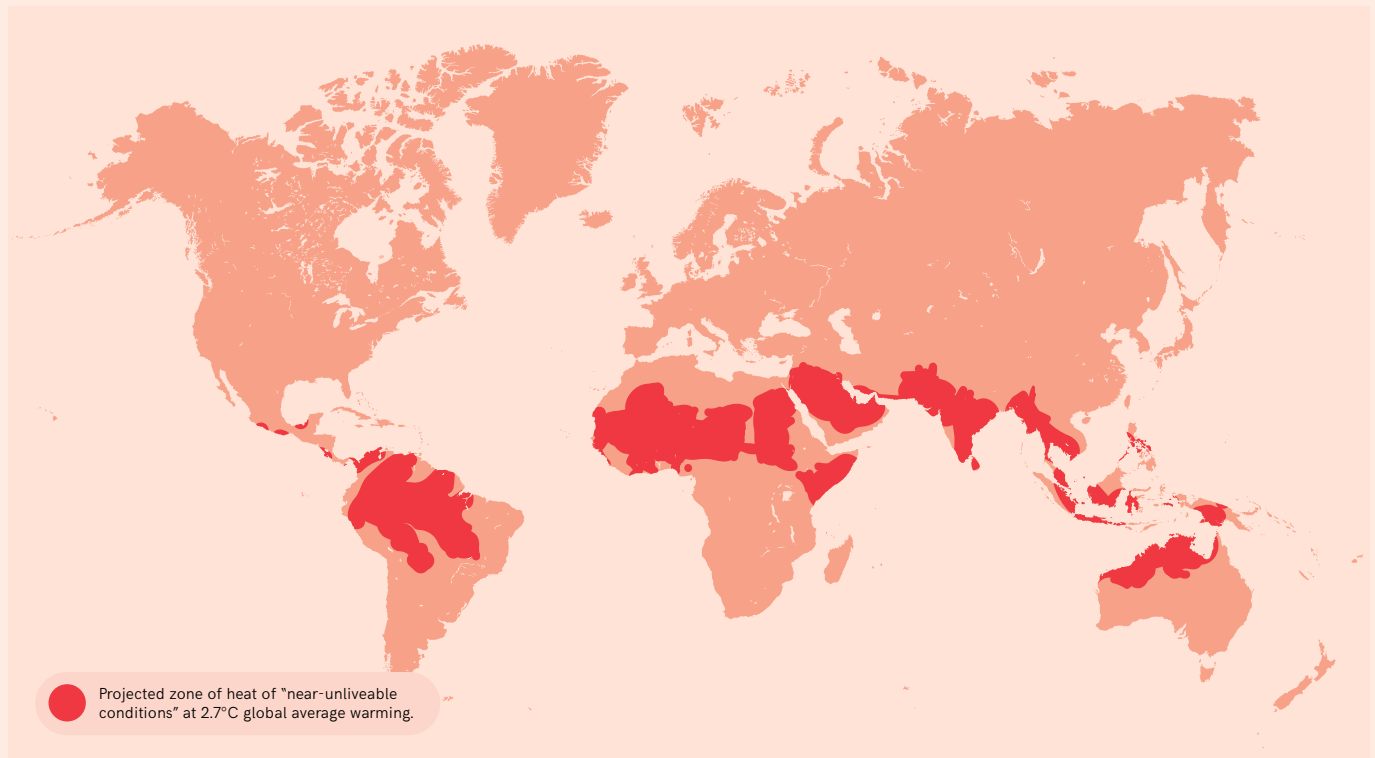 Projected zone of heat of “near-unliveable
conditions” at 2.7°C global average warming.